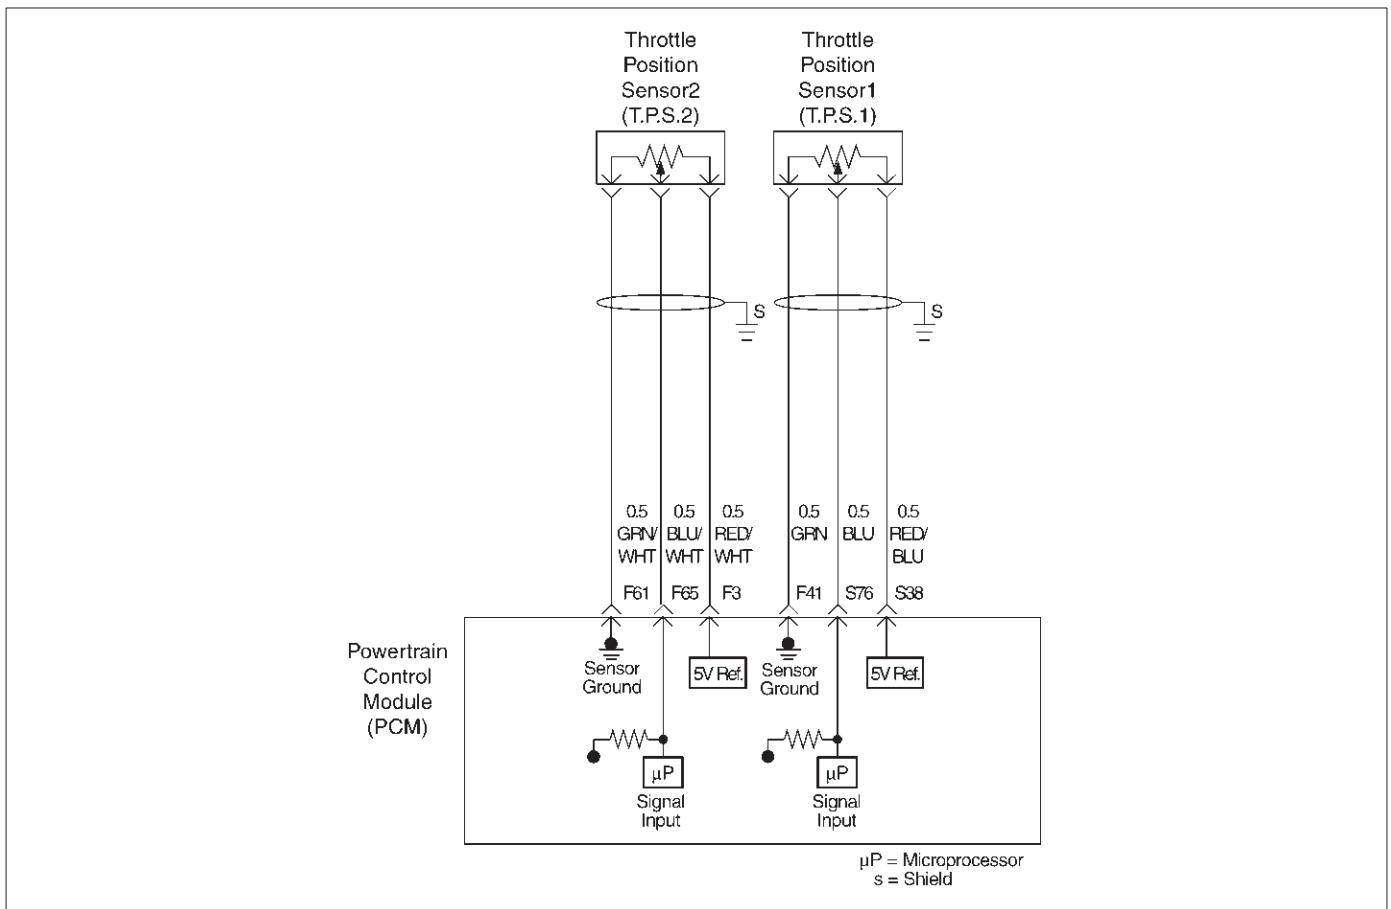 Throttle
Position
Sensor2
(T.P.S.2)
Throttle
Position
Sensor1
(T.P.S.1)
S
S
0.5
GRN/
WHT
F61
0.5
BLU/
WHT
F65
0.5
RED/
WHT
F3
0.5
GRN
F41
0.5
BLU
S76
0.5
RED/
BLU
S38
Powertrain
Control
Module
(PCM)
Sensor
Ground
5V Ref.
Sensor
Ground
5V Ref.
µP
Signal
Input
µP
Signal
Input
µP = Microprocessor
s = Shield